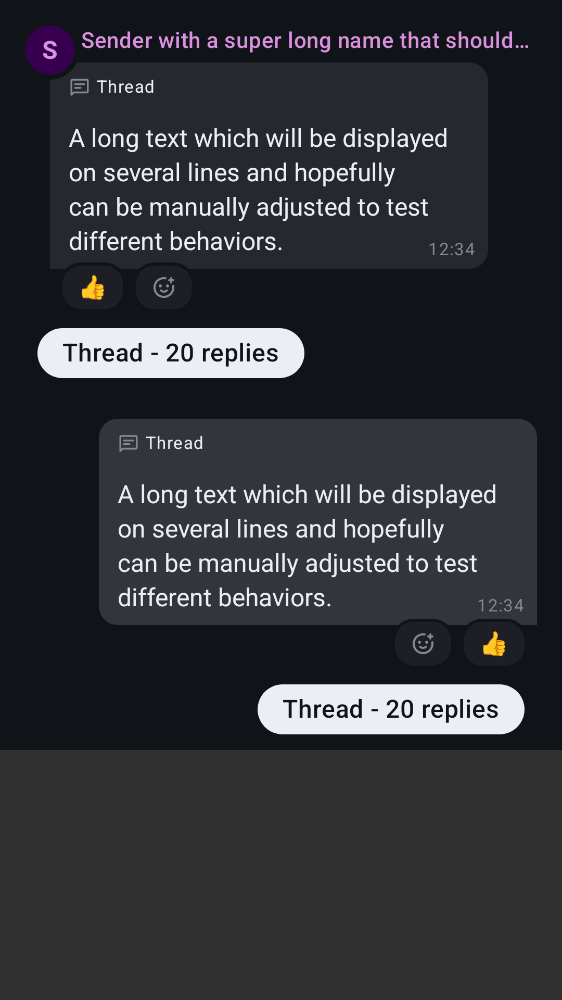 S
Sender with a super long name that should…
Thread
A long text which will be displayed
on several lines and hopefully
can be manually adjusted to test
different behaviors.
12:34
👍
Thread - 20 replies
Thread
A long text which will be displayed
on several lines and hopefully
can be manually adjusted to test
different behaviors.
12:34
👍
Thread - 20 replies